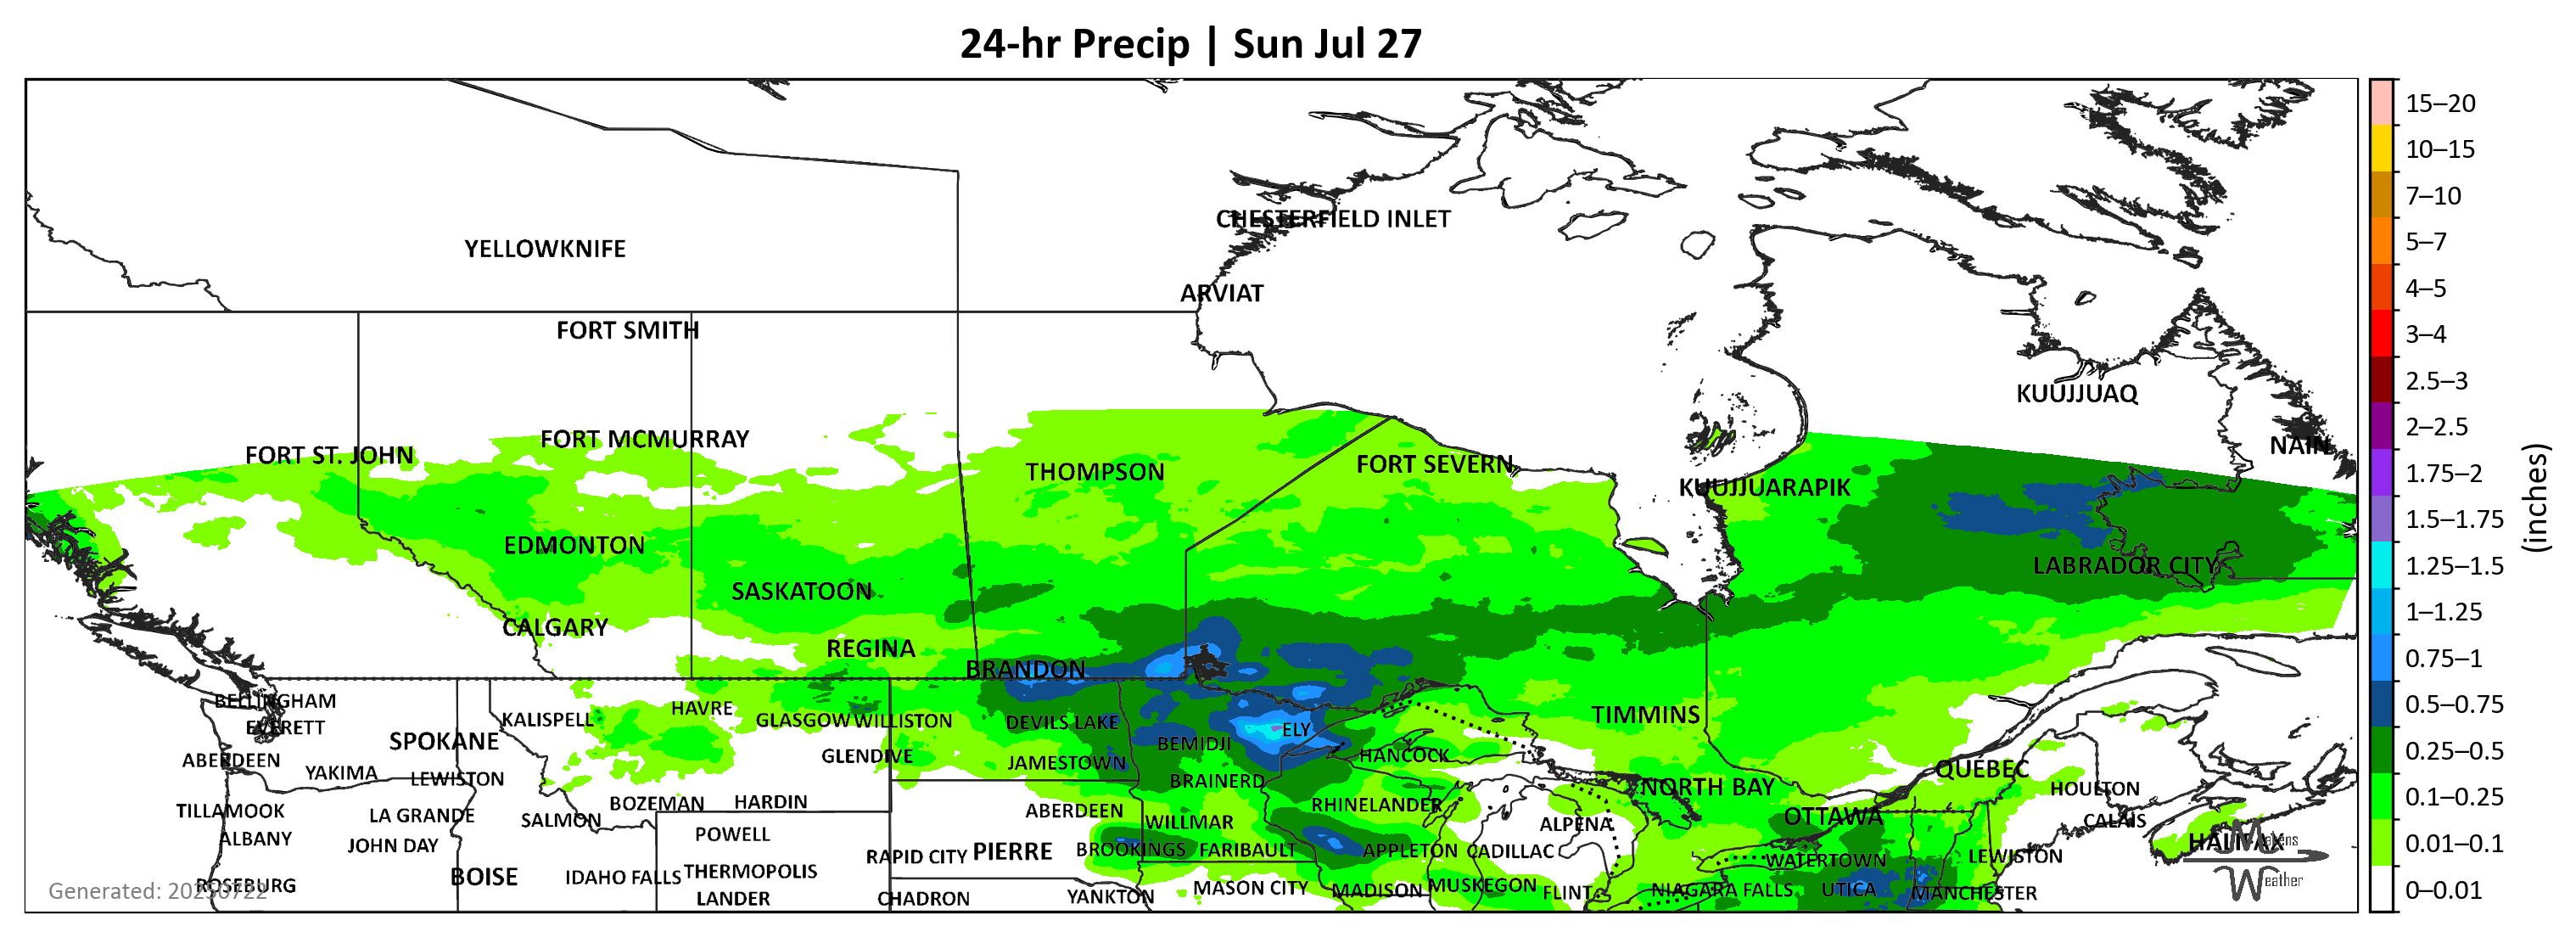 24-hr Precip | Sun Jul 27
CHESTERFIELD INLET
YELLOWKNIFE
ARVIAT
FORT SMITH
KUUJJUAQ
FORT ST. JOHN
FORT MCMURRAY
NAIN
THOMPSON
FORT SEVERN
KUUJJUARAPIK
EDMONTON
LABRADOR CITY
SASKATOON
CALGARY
REGINA
BRANDON
BELLINGHAM
KALISPELL
HAVRE
GLASGOW
WILLISTON
DEVILS LAKE
TIMMINS
EVERETT
SPOKANE
BEMIDJI
ELY
ABERDEEN
YAKIMA
LEWISTON
GLENDIVE
JAMESTOWN
BRAINERD
HANCOCK
NORTH BAY
QUÉBEC
HOULTON
TILLAMOOK
LA GRANDE
SALMON
BOZEMAN
HARDIN
ABERDEEN
WILLMAR
RHINELANDER
ALPENA
OTTAWA
CALAIS
ALBANY
JOHN DAY
POWELL
RAPID CITY
PIERRE
BROOKINGS
FARIBAULT
APPLETON
CADILLAC
WATERTOWN
LEWISTON
HALIFAX
ROSEBURG
BOISE
IDAHO FALLS
THERMOPOLIS
LANDER
CHADRON
YANKTON
MASON CITY
MADISON
MUSKEGON
FLINT
NIAGARA FALLS
UTICA
MANCHESTER
Generated: 20250722
Weather
15–20
10–15
7–10
5–7
4–5
3–4
2.5–3
2–2.5
1.75–2
1.5–1.75
1.25–1.5
1–1.25
0.75–1
0.5–0.75
0.25–0.5
0.1–0.25
0.01–0.1
0–0.01
(inches)